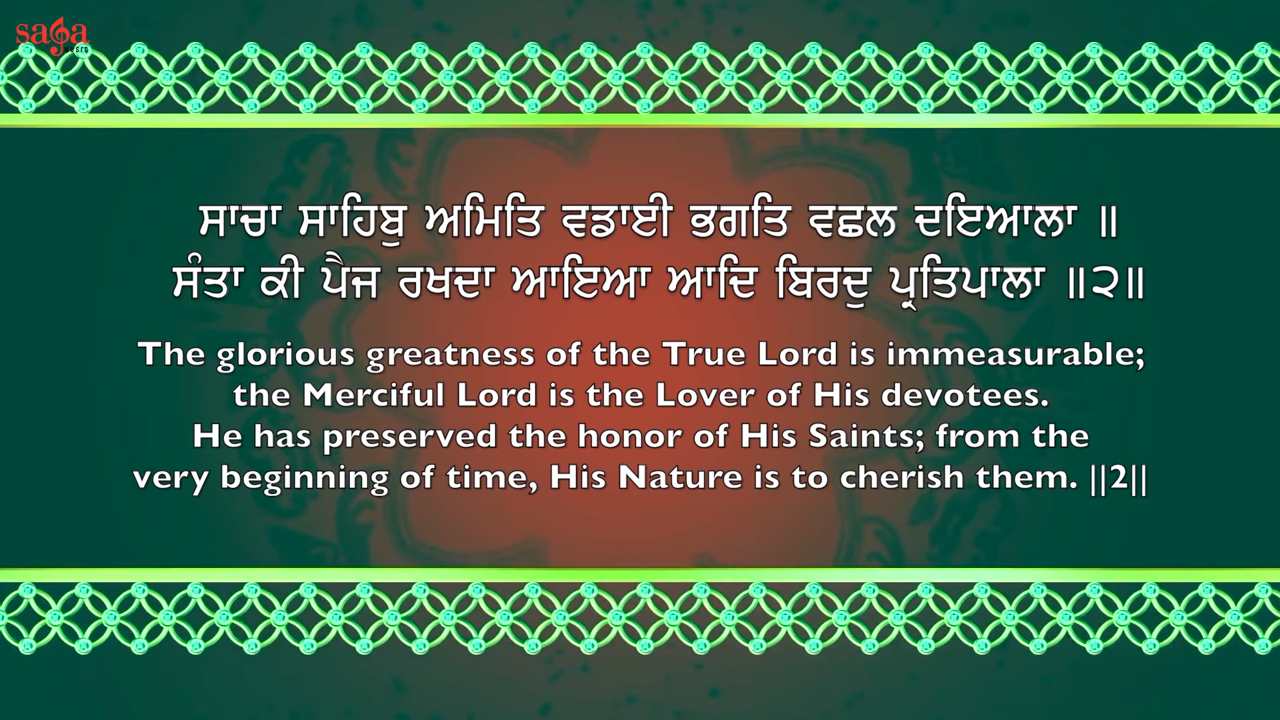 saga
ਸਾਚਾ ਸਾਹਿਬੁ ਅਮਿਤਿ ਵਡਾਈ ਭਗਤਿ ਵਛਲ ਦਇਆਲਾ ॥
ਸੰਤਾ ਕੀ ਪੈਜ ਰਖਦਾ ਆਇਆ ਆਦਿ ਬਿਰਦੁ ਪ੍ਰਤਿਪਾਲਾ ॥੨॥
The glorious greatness of the True Lord is immeasurable;
the Merciful Lord is the Lover of His devotees.
He has preserved the honor of His Saints; from the
very beginning of time, His Nature is to cherish them. ||2||